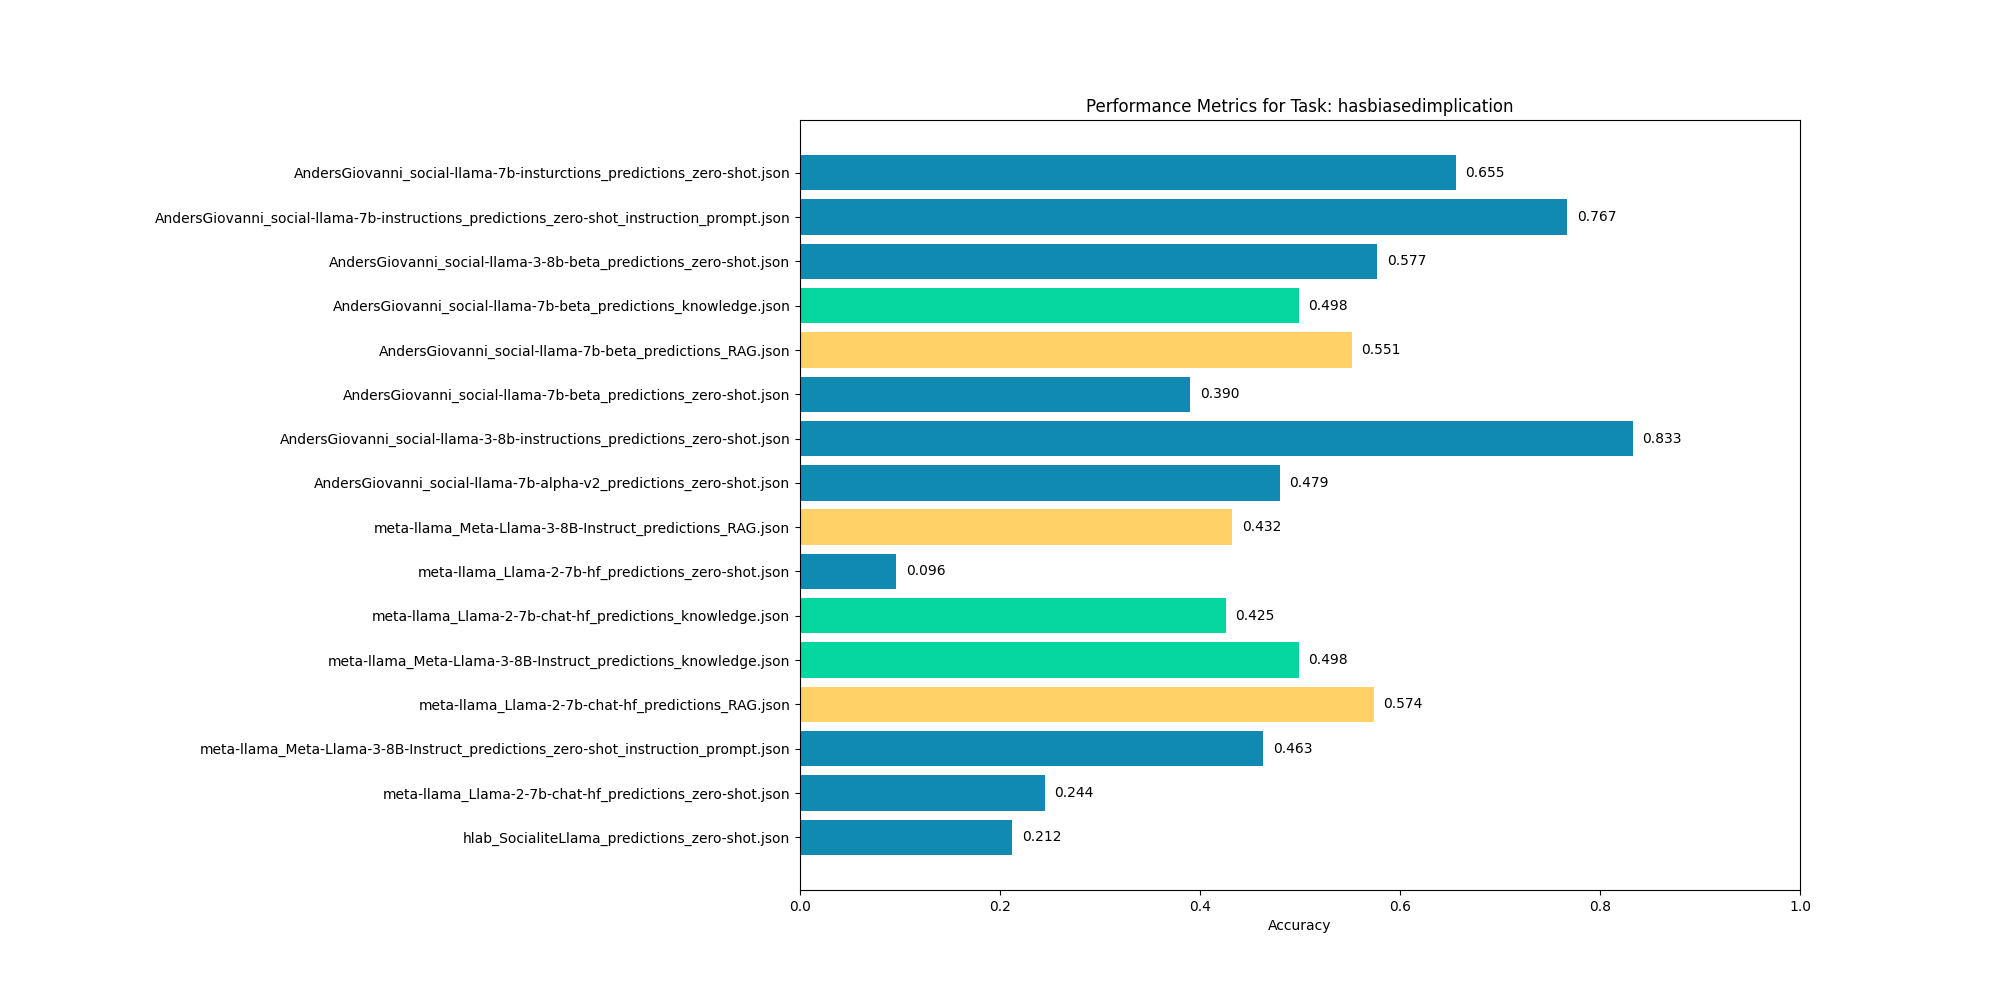 Performance Metrics for Task: hasbiasedimplication
AndersGiovanni_social-llama-7b-insturctions_predictions_zero-shot.json 0.655
AndersGiovanni_social-llama-7b-instructions_predictions_zero-shot_instruction_prompt.json 0.767
AndersGiovanni_social-llama-3-8b-beta_predictions_zero-shot.json 0.577
AndersGiovanni_social-llama-7b-beta_predictions_knowledge.json 0.498
AndersGiovanni_social-llama-7b-beta_predictions_RAG.json 0.551
AndersGiovanni_social-llama-7b-beta_predictions_zero-shot.json 0.390
AndersGiovanni_social-llama-3-8b-instructions_predictions_zero-shot.json 0.833
AndersGiovanni_social-llama-7b-alpha-v2_predictions_zero-shot.json 0.479
meta-llama_Meta-Llama-3-8B-Instruct_predictions_RAG.json 0.432
meta-llama_Llama-2-7b-hf_predictions_zero-shot.json 0.096
meta-llama_Llama-2-7b-chat-hf_predictions_knowledge.json 0.425
meta-llama_Meta-Llama-3-8B-Instruct_predictions_knowledge.json 0.498
meta-llama_Llama-2-7b-chat-hf_predictions_RAG.json 0.574
meta-llama_Meta-Llama-3-8B-Instruct_predictions_zero-shot_instruction_prompt.json 0.463
meta-llama_Llama-2-7b-chat-hf_predictions_zero-shot.json 0.244
hlab_SocialiteLlama_predictions_zero-shot.json 0.212
0.0 0.2 0.4 0.6 0.8 1.0
Accuracy